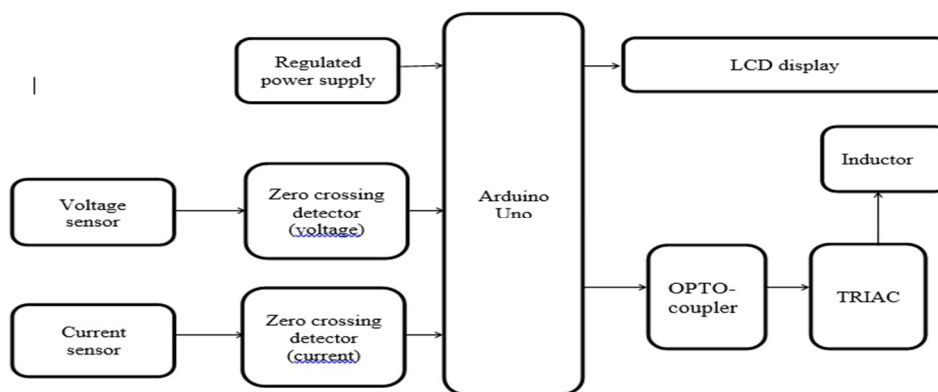 Regulated
power supply
LCD display
Inductor
Voltage
sensor
Zero crossing
detector
(voltage)
Arduino
Uno
OPTO-
coupler
TRIAC
Current
sensor
Zero crossing
detector
(current)